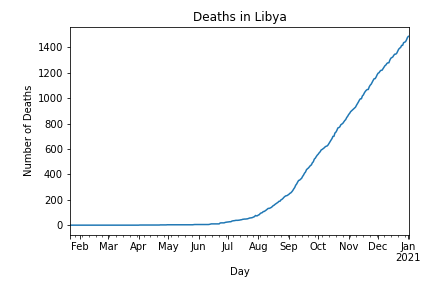 Deaths in Libya
Number of Deaths
1400
1200
1000
800
600
400
200
0
Feb Mar Apr May Jun Jul Aug Sep Oct Nov Dec Jan
2021
Day